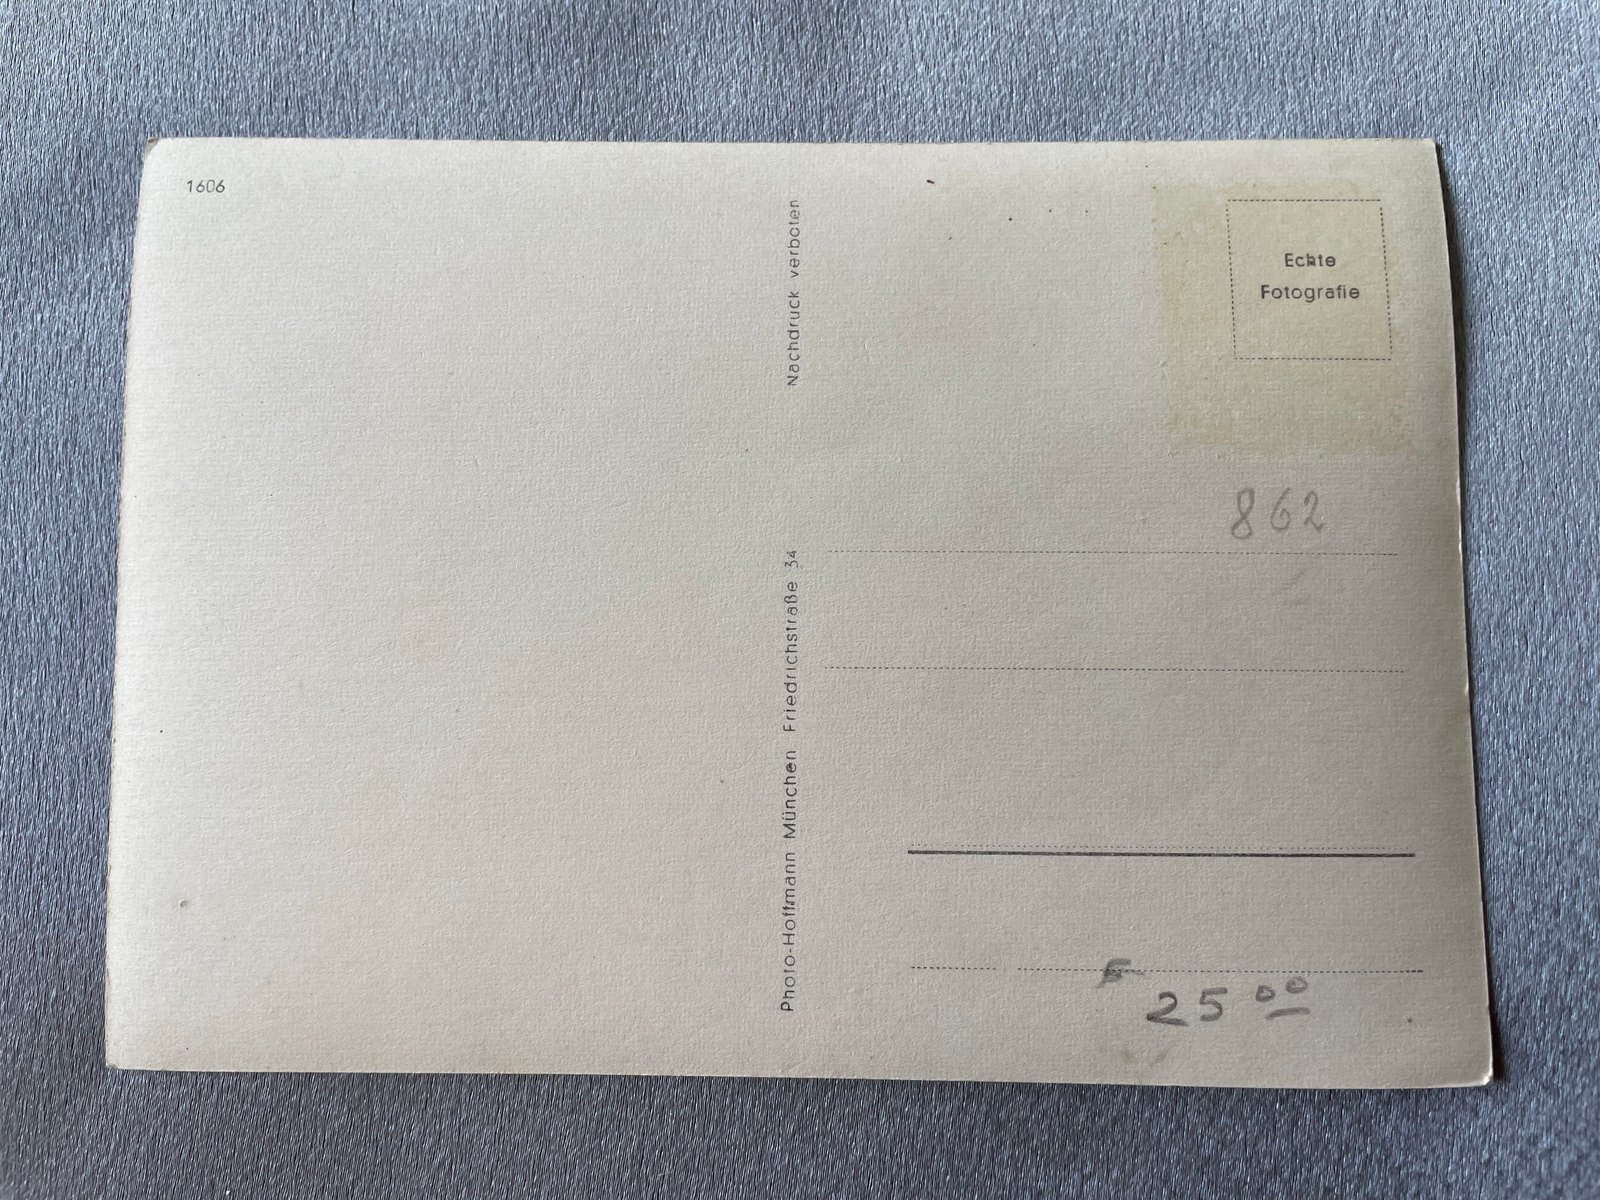 1606
Nachdruck verboten
Photo-Hoffmann München Friedrichstraße 34
Echte
Fotografie
862
25 00